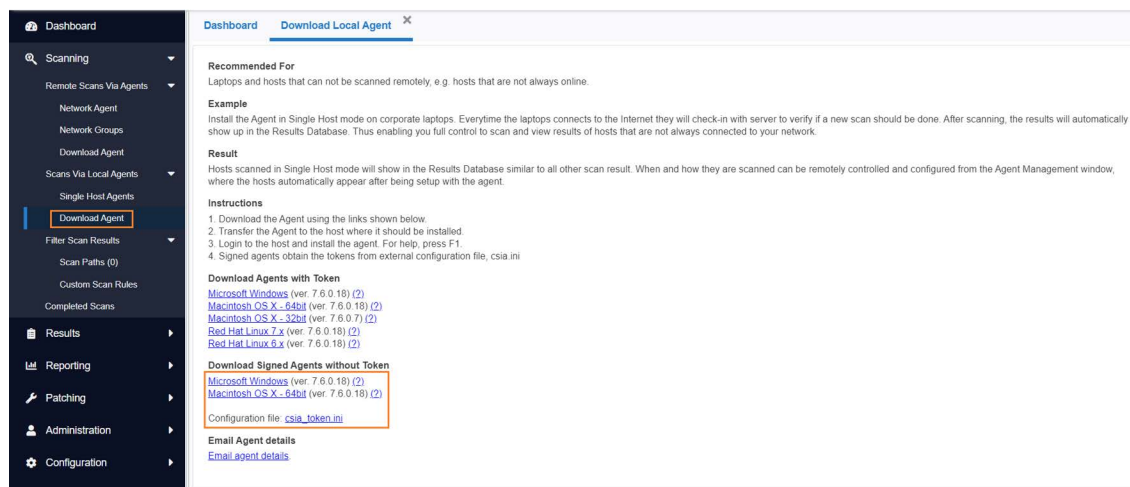 Dashboard
Scanning
Remote Scans Via Agents
Network Agent
Network Groups
Download Agent
Scans Via Local Agents
Single Host Agents
Download Agent
Filter Scan Results
Scan Paths (0)
Custom Scan Rules
Completed Scans
Results
Reporting
Patching
Administration
Configuration
Dashboard Download Local Agent
Recommended For
Laptops and hosts that can not be scanned remotely, e.g. hosts that are not always online.
Example
Install the Agent in Single Host mode on corporate laptops. Everytime the laptops connects to the Internet they will check-in with server to verify if a new scan should be done. After scanning, the results will automatically
show up in the Results Database. Thus enabling you full control to scan and view results of hosts that are not always connected to your network.
Result
Hosts scanned in Single Host mode will show in the Results Database similar to all other scan result. When and how they are scanned can be remotely controlled and configured from the Agent Management window,
where the hosts automatically appear after being setup with the agent.
Instructions
1. Download the Agent using the links shown below.
2. Transfer the Agent to the host where it should be installed.
3. Login to the host and install the agent. For help, press F1.
4. Signed agents obtain the tokens from external configuration file, csia.ini
Download Agents with Token
Microsoft Windows (ver. 7.6.0.18) (?)
Macintosh OS X - 64bit (ver. 7.6.0.18) (?)
Macintosh OS X - 32bit (ver. 7.6.0.7) (?)
Red Hat Linux 7.x (ver. 7.6.0.18) (?)
Red Hat Linux 6.x (ver. 7.6.0.18) (?)
Download Signed Agents without Token
Microsoft Windows (ver. 7.6.0.18) (?)
Macintosh OS X - 64bit (ver. 7.6.0.18) (?)
Configuration file: csia_token.ini
Email Agent details
Email agent details.